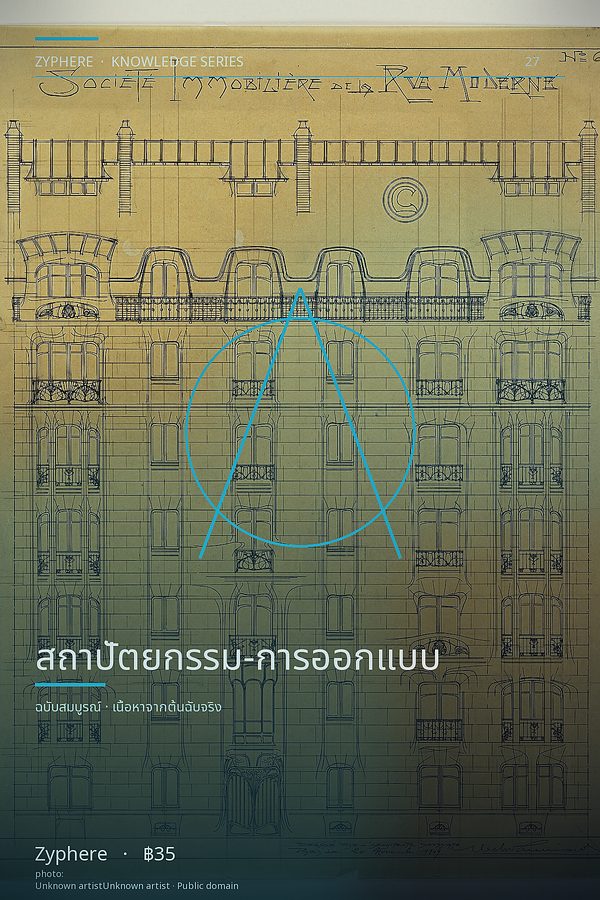 ZYPHERE · KNOWLEDGE SERIES 27
SOCIÉTÉ IMMOBILIÈRE DE LA RUE MODERNE
©
สถาปัตยกรรม-การออกแบบ
ฉบับสมบูรณ์ · เนื้อหาจากต้นฉบับจริง
Zyphere · ฿35
photo:
Unknown artistUnknown artist · Public domain